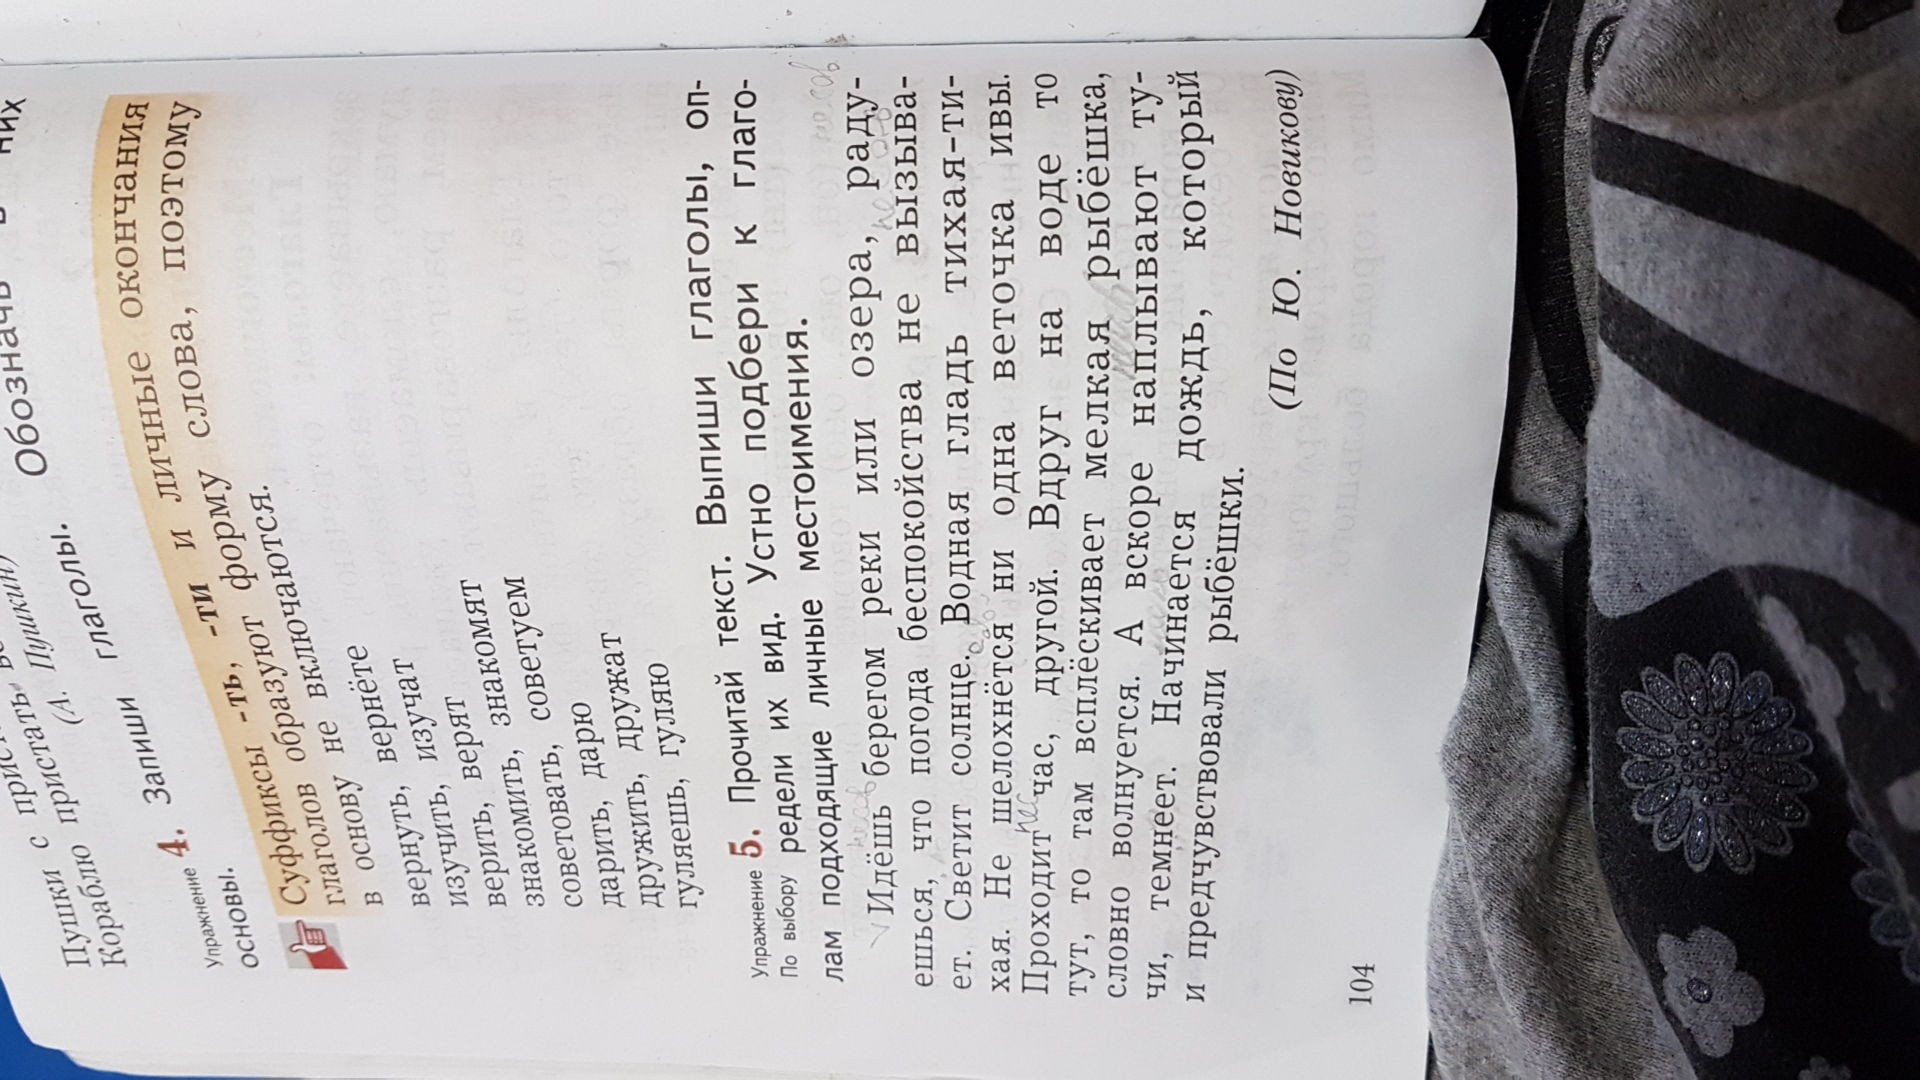 Пушки с
Кораблю пристать
(А. Пушкин)
Упражнение 4. Запиши глаголы. Обозначь в них
основы.
Суффиксы -ть, -ти и личные окончания
глаголов образуют форму слова, поэтому
в основу не включаются.
вернуть, вернёте
изучить, изучат
верить, верят
знакомить, знакомят
советовать, советуем
дарить, дарю
дружить, дружат
гуляешь, гуляю
Упражнение 5. Прочитай текст. Выпиши глаголы, оп-
По выбору редели их вид. Устно подбери к глаго-
лам подходящие личные местоимения.
несов
несов
Идёшь берегом реки или озера, раду-
ешься, что погода беспокойства не вызыва-
ет. Светит солнце. Водная гладь тихая-ти-
хая. Не шелохнётся ни одна веточка ивы.
Проходит час, другой. Вдруг на воде то
тут, то там всплёскивает мелкая рыбёшка,
словно волнуется. А вскоре наплывают ту-
чи, темнеет. Начинается дождь, который
и предчувствовали рыбёшки.
(По Ю. Новикову)
104